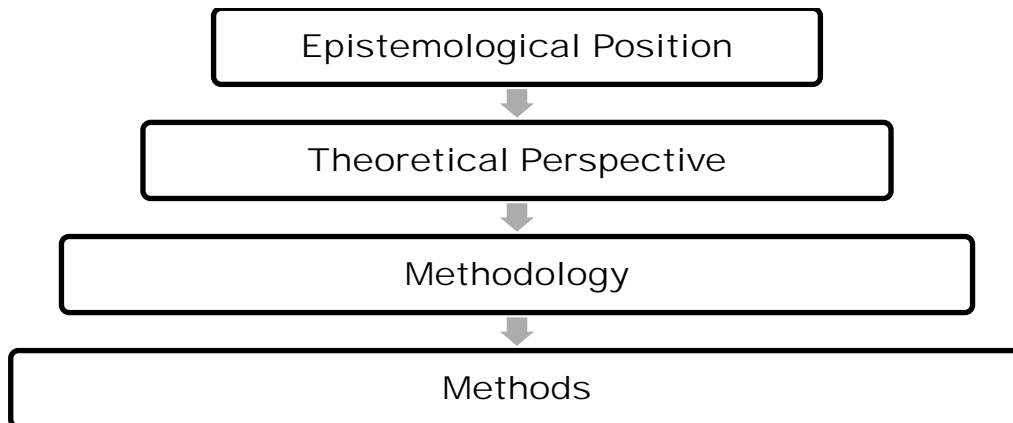 Epistemological Position
Theoretical Perspective
Methodology
Methods